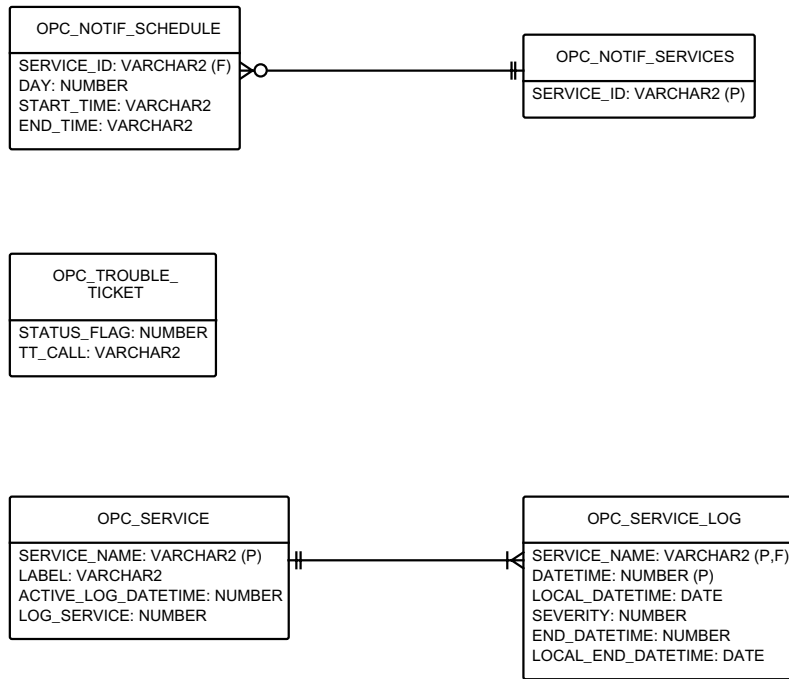 OPC_NOTIF_SCHEDULE
SERVICE_ID: VARCHAR2 (F)
DAY: NUMBER
START_TIME: VARCHAR2
END_TIME: VARCHAR2
OPC_NOTIF_SERVICES
SERVICE_ID: VARCHAR2 (P)
OPC_TROUBLE_
TICKET
STATUS_FLAG: NUMBER
TT_CALL: VARCHAR2
OPC_SERVICE
SERVICE_NAME: VARCHAR2 (P)
LABEL: VARCHAR2
ACTIVE_LOG_DATETIME: NUMBER
LOG_SERVICE: NUMBER
OPC_SERVICE_LOG
SERVICE_NAME: VARCHAR2 (P,F)
DATETIME: NUMBER (P)
LOCAL_DATETIME: DATE
SEVERITY: NUMBER
END_DATETIME: NUMBER
LOCAL_END_DATETIME: DATE